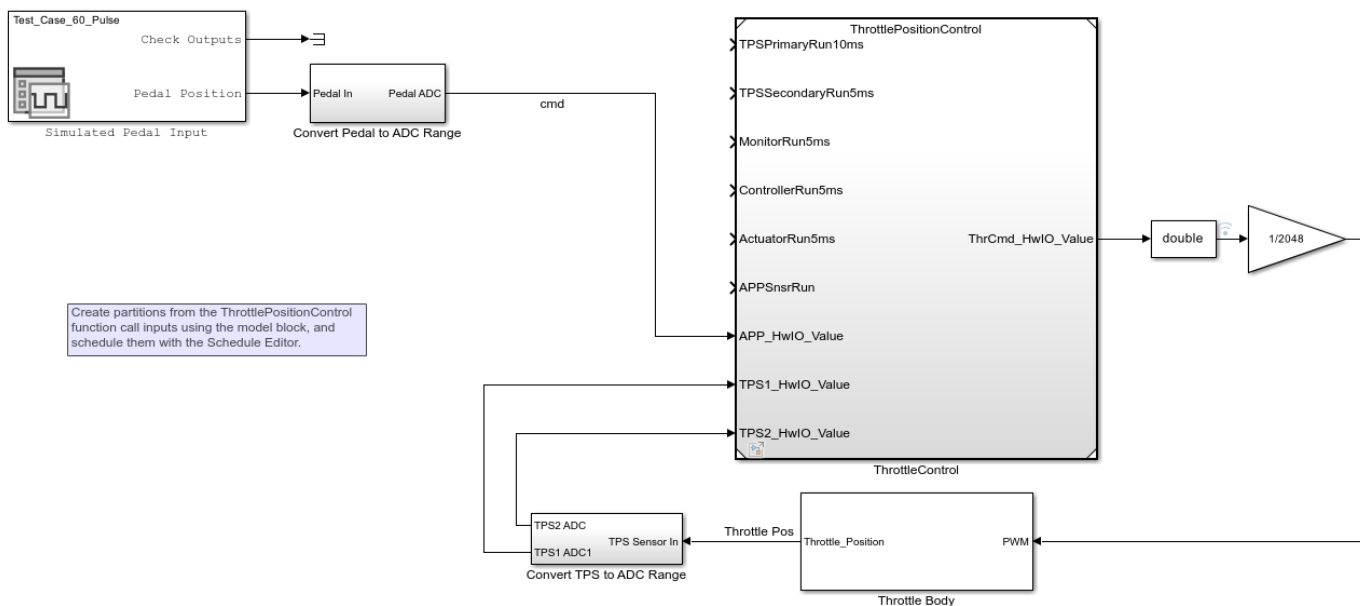 Test_Case_60_Pulse
Check Outputs
Pedal Position
Simulated Pedal Input
Pedal In
Pedal ADC
Convert Pedal to ADC Range
cmd
ThrottlePositionControl
TPSPrimaryRun10ms
TPSSecondaryRun5ms
MonitorRun5ms
ControllerRun5ms
ActuatorRun5ms
APPSnsrRun
APP_HwIO_Value
TPS1_HwIO_Value
TPS2_HwIO_Value
ThrCmd_HwIO_Value
ThrottleControl
double
1/2048
Create partitions from the ThrottlePositionControl
function call inputs using the model block, and
schedule them with the Schedule Editor.
TPS2 ADC
TPS1 ADC1
TPS Sensor In
Convert TPS to ADC Range
Throttle Pos
Throttle_Position
PWM
Throttle Body